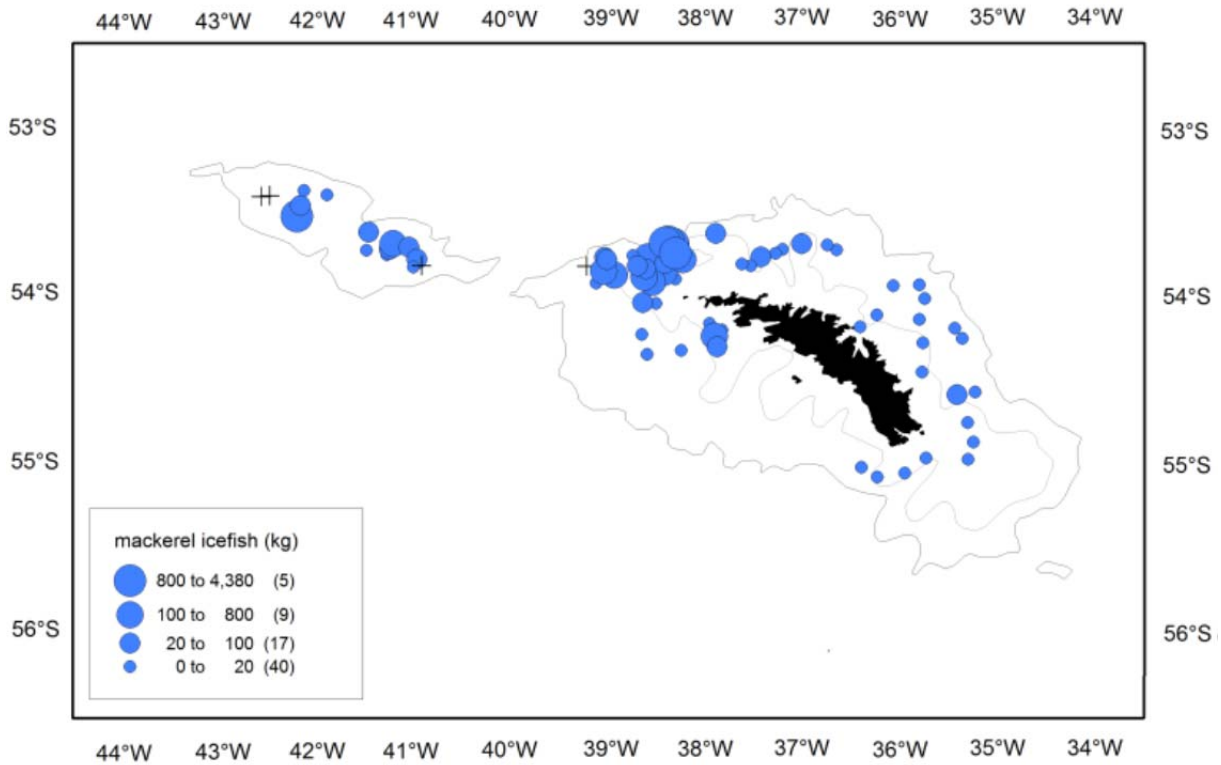 44°W 43°W 42°W 41°W 40°W 39°W 38°W 37°W 36°W 35°W 34°W
53°S 53°S
54°S 54°S
55°S 55°S
mackerel icefish (kg)
800 to 4,380 (5)
100 to 800 (9)
20 to 100 (17)
0 to 20 (40)
56°S 56°S
44°W 43°W 42°W 41°W 40°W 39°W 38°W 37°W 36°W 35°W 34°W